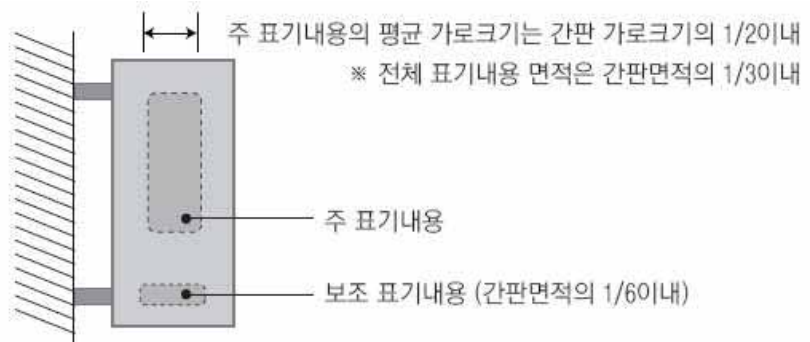 주 표기내용의 평균 가로크기는 간판 가로크기의 1/2이내
※ 전체 표기내용 면적은 간판면적의 1/3이내
주 표기내용
보조 표기내용 (간판면적의 1/6이내)